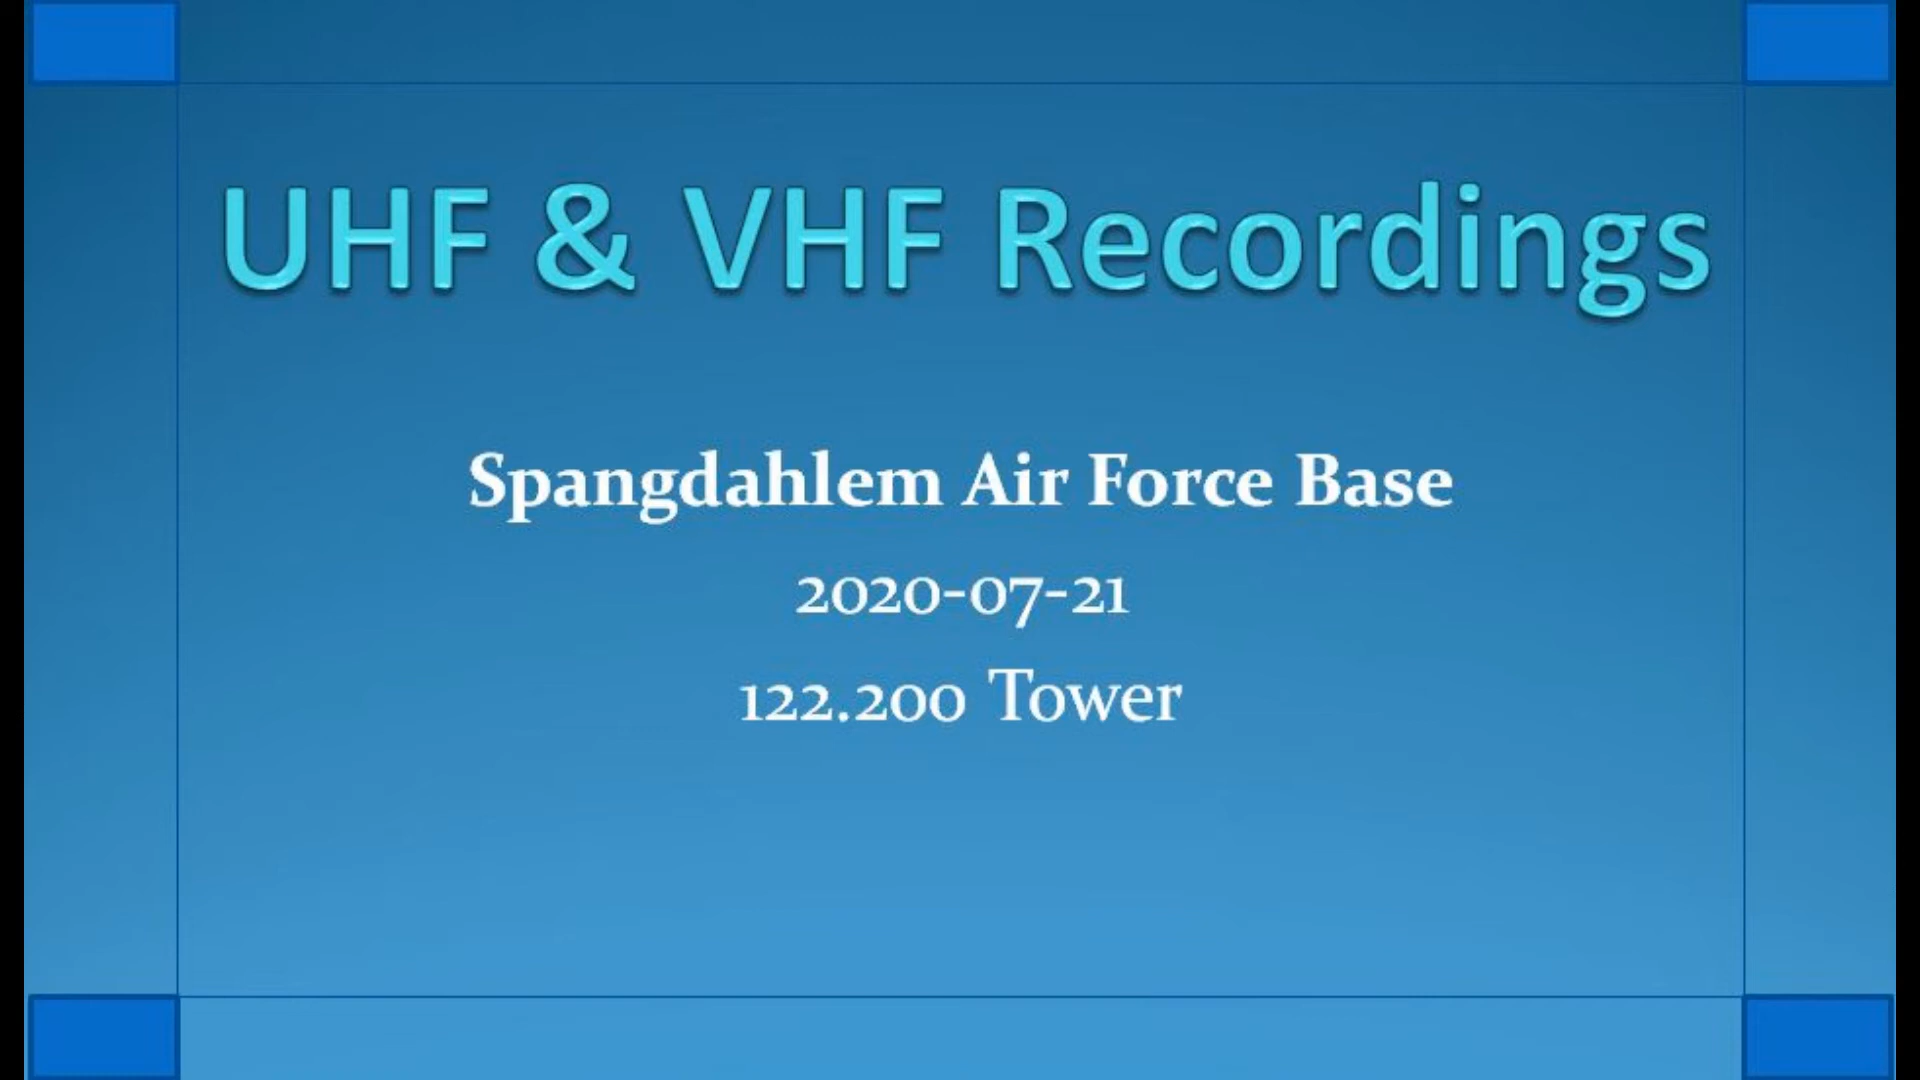 UHF & VHF Recordings
Spangdahlem Air Force Base
2020-07-21
122.200 Tower